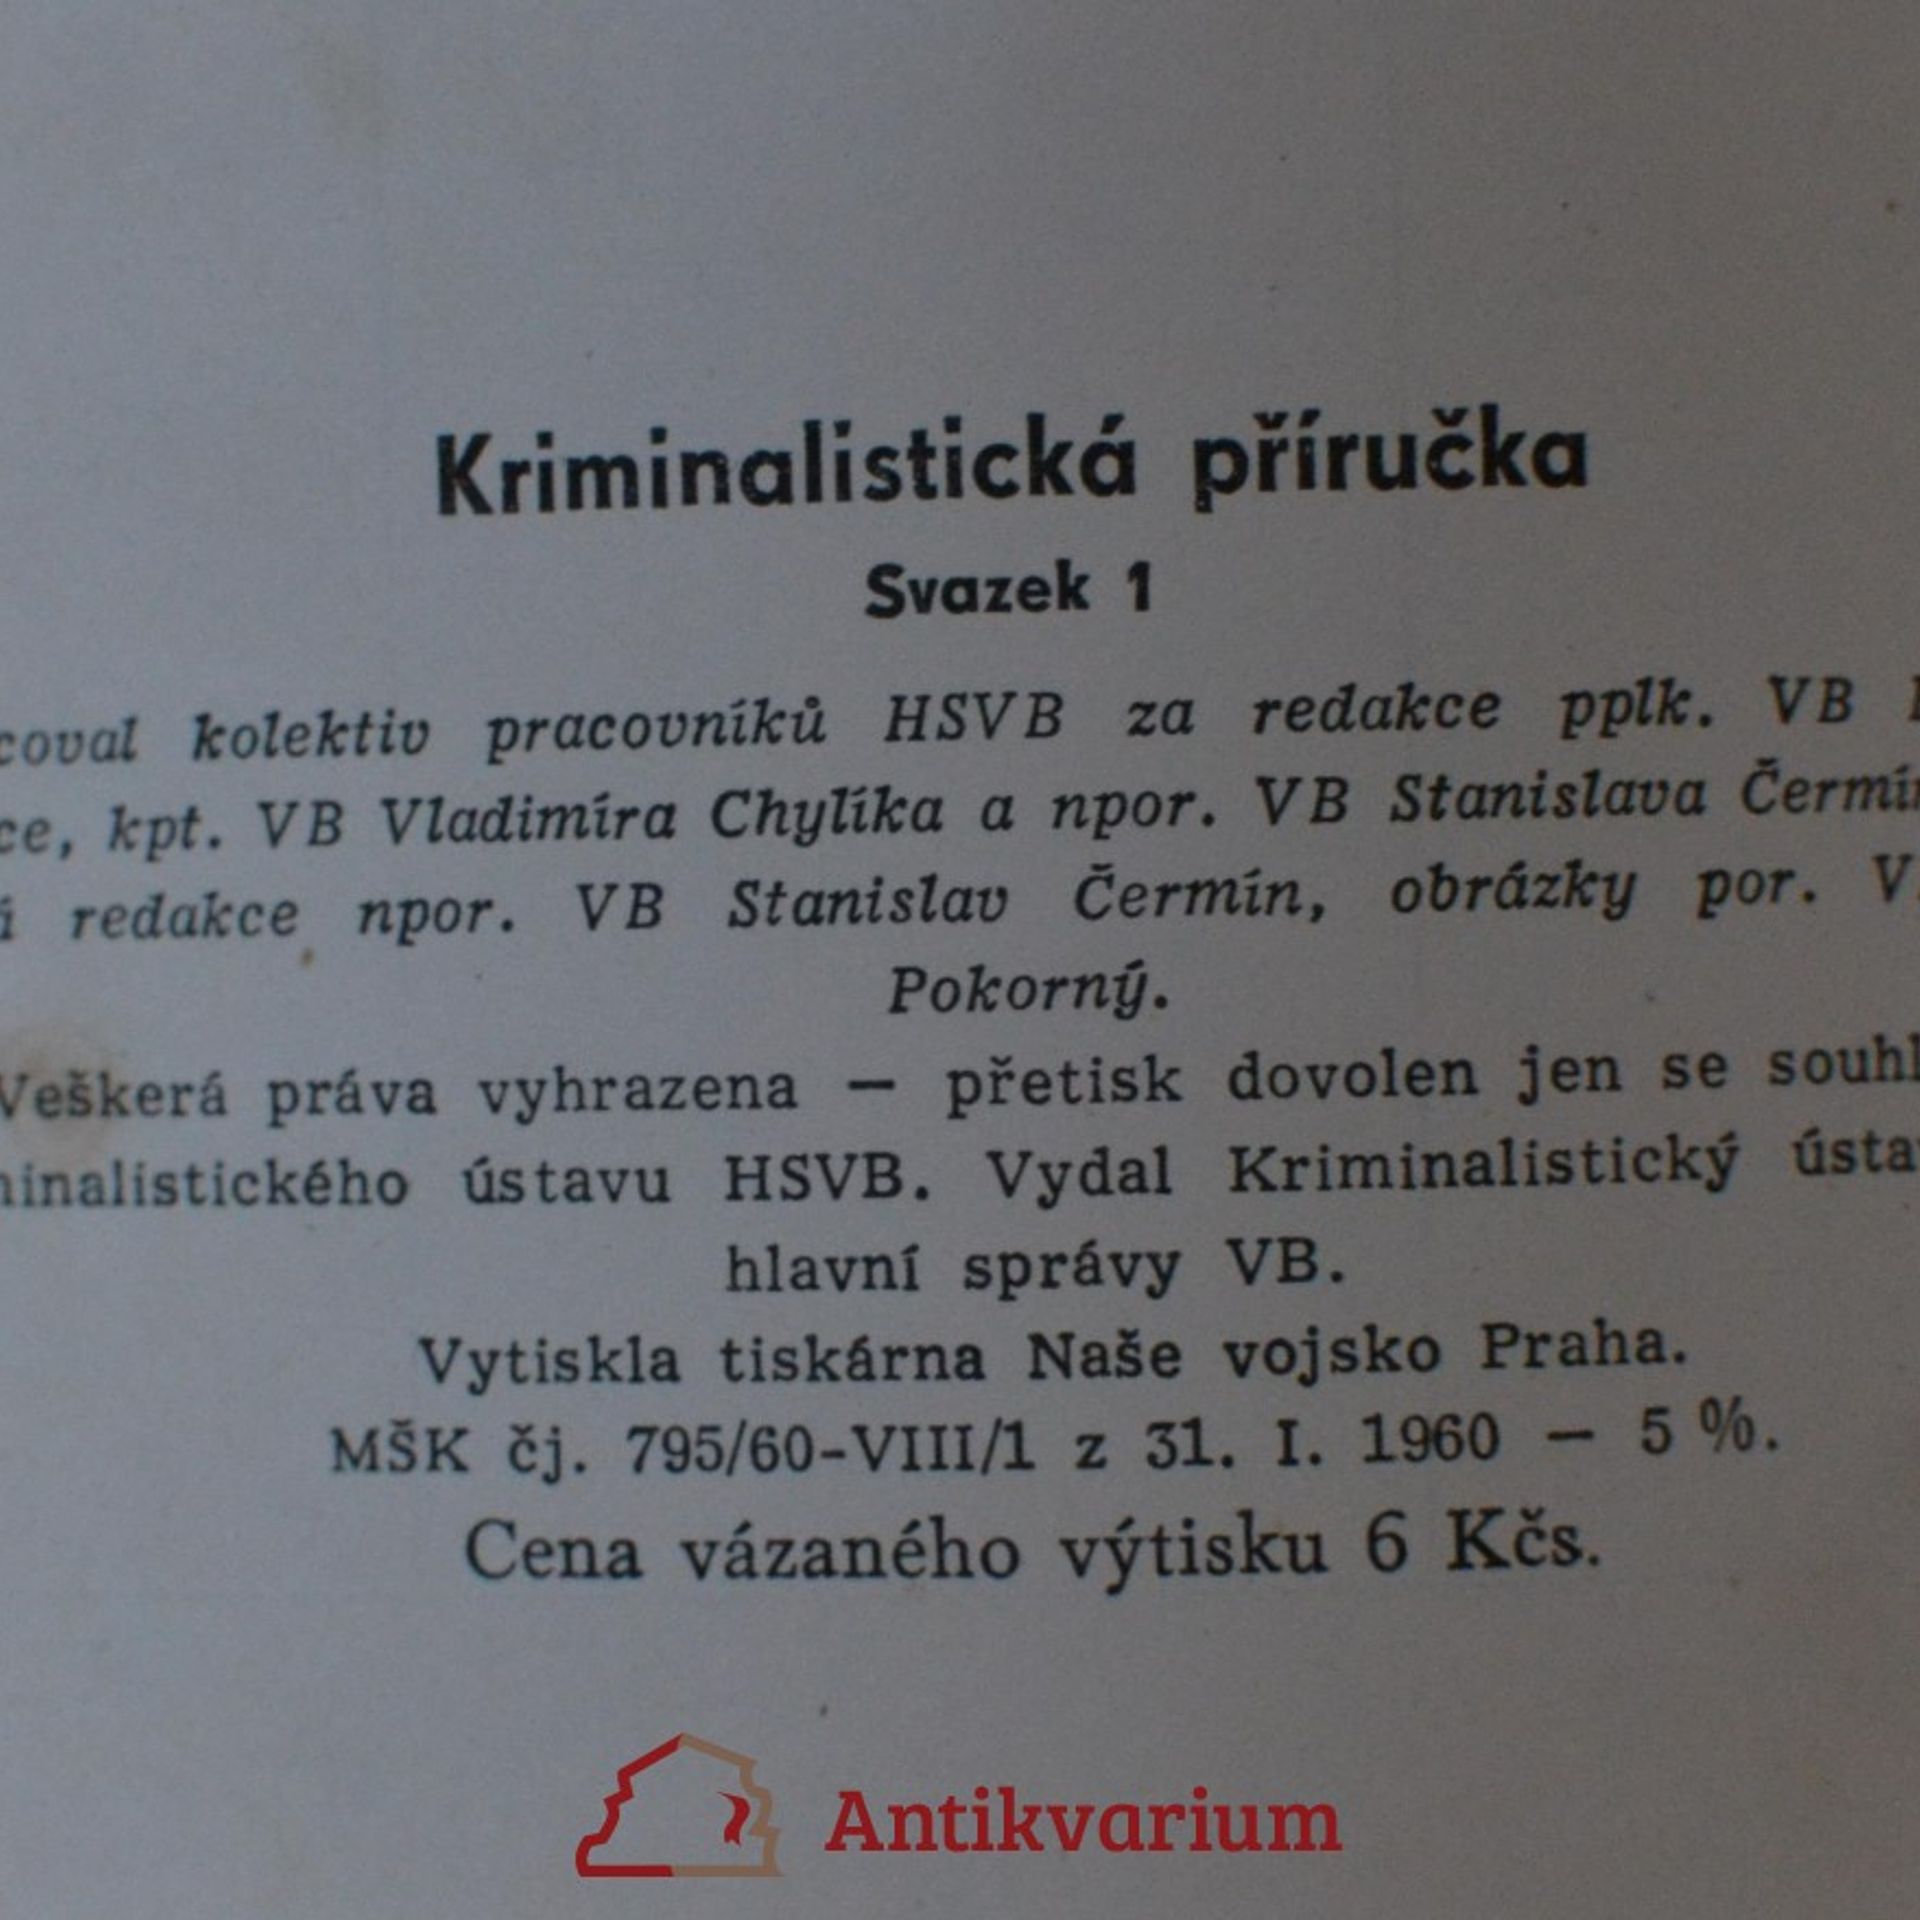 Kriminalistická příručka
Svazek 1
coval kolektiv pracovníků HSVB za redakce pplk. VB
ce, kpt. VB Vladimíra Chylíka a npor. VB Stanislava Čermín
redakce npor. VB Stanislav Čermín, obrázky por. V
Pokorný.
Veškerá práva vyhrazena — přetisk dovolen jen se souhl
minalistického ústavu HSVB. Vydal Kriminalistický ústa
hlavní správy VB.
Vytiskla tiskárna Naše vojsko Praha.
MŠK čj. 795/60-VIII/1 z 31. I. 1960 — 5 %.
Cena vázaného výtisku 6 Kčs.
Antikvarium